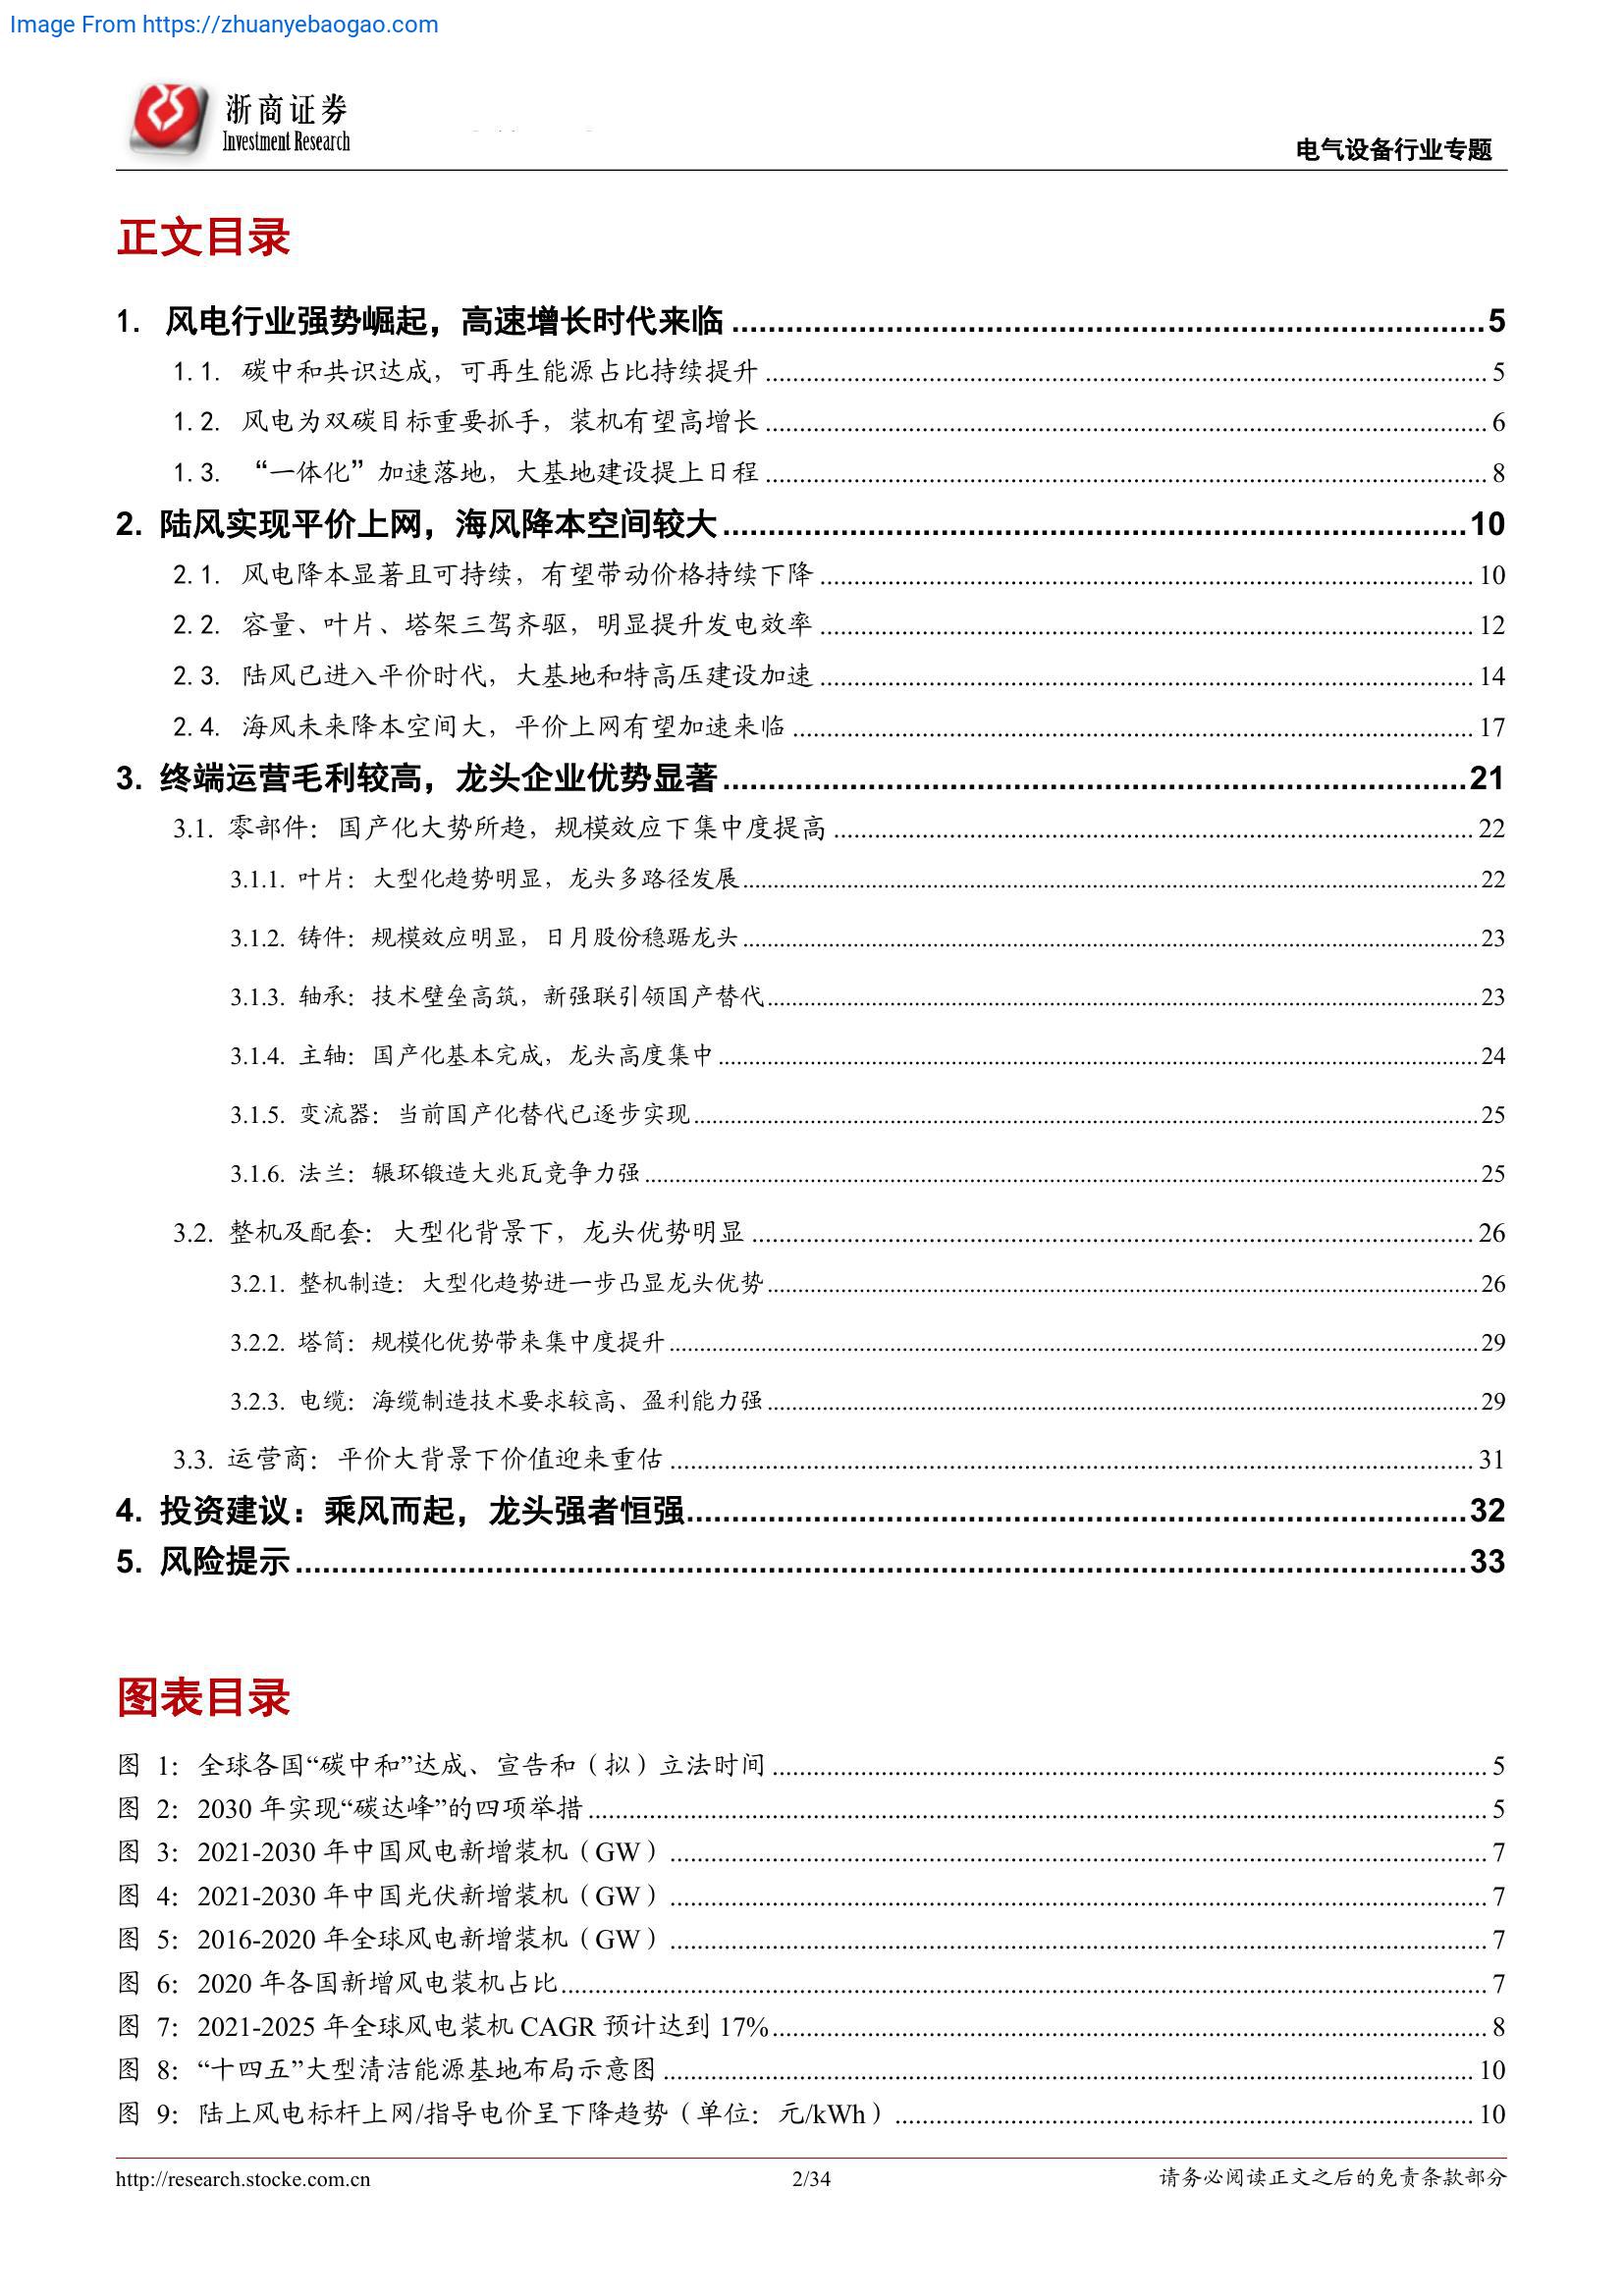 Image From https://zhuanyebaogao.com
浙商证券
Investment Research
电气设备行业专题
正文目录
1. 风电行业强势崛起，高速增长时代来临 5
1.1. 碳中和共识达成，可再生能源占比持续提升 5
1.2. 风电为双碳目标重要抓手，装机有望高增长 6
1.3. “一体化”加速落地，大基地建设提上日程 8
2. 陆风实现平价上网，海风降本空间较大 10
2.1. 风电降本显著且可持续，有望带动价格持续下降 10
2.2. 容量、叶片、塔架三驾齐驱，明显提升发电效率 12
2.3. 陆风已进入平价时代，大基地和特高压建设加速 14
2.4. 海风未来降本空间大，平价上网有望加速来临 17
3. 终端运营毛利较高，龙头企业优势显著 21
3.1. 零部件：国产化大势所趋，规模效应下集中度提高 22
3.1.1. 叶片：大型化趋势明显，龙头多路径发展 22
3.1.2. 铸件：规模效应明显，日月股份稳踞龙头 23
3.1.3. 轴承：技术壁垒高筑，新强联引领国产替代 23
3.1.4. 主轴：国产化基本完成，龙头高度集中 24
3.1.5. 变流器：当前国产化替代已逐步实现 25
3.1.6. 法兰：辗环锻造大兆瓦竞争力强 25
3.2. 整机及配套：大型化背景下，龙头优势明显 26
3.2.1. 整机制造：大型化趋势进一步凸显龙头优势 26
3.2.2. 塔筒：规模化优势带来集中度提升 29
3.2.3. 电缆：海缆制造技术要求较高、盈利能力强 29
3.3. 运营商：平价大背景下价值迎来重估 31
4. 投资建议：乘风而起，龙头强者恒强 32
5. 风险提示 33
图表目录
图 1：全球各国“碳中和”达成、宣告和（拟）立法时间 5
图 2：2030 年实现“碳达峰”的四项举措 5
图 3：2021-2030 年中国风电新增装机（GW） 7
图 4：2021-2030 年中国光伏新增装机（GW） 7
图 5：2016-2020 年全球风电新增装机（GW） 7
图 6：2020 年各国新增风电装机占比 7
图 7：2021-2025 年全球风电装机 CAGR 预计达到 17% 8
图 8：“十四五”大型清洁能源基地布局示意图 10
图 9：陆上风电标杆上网/指导电价呈下降趋势（单位：元/kWh） 10
http://research.stocke.com.cn
2/34
请务必阅读正文之后的免责条款部分